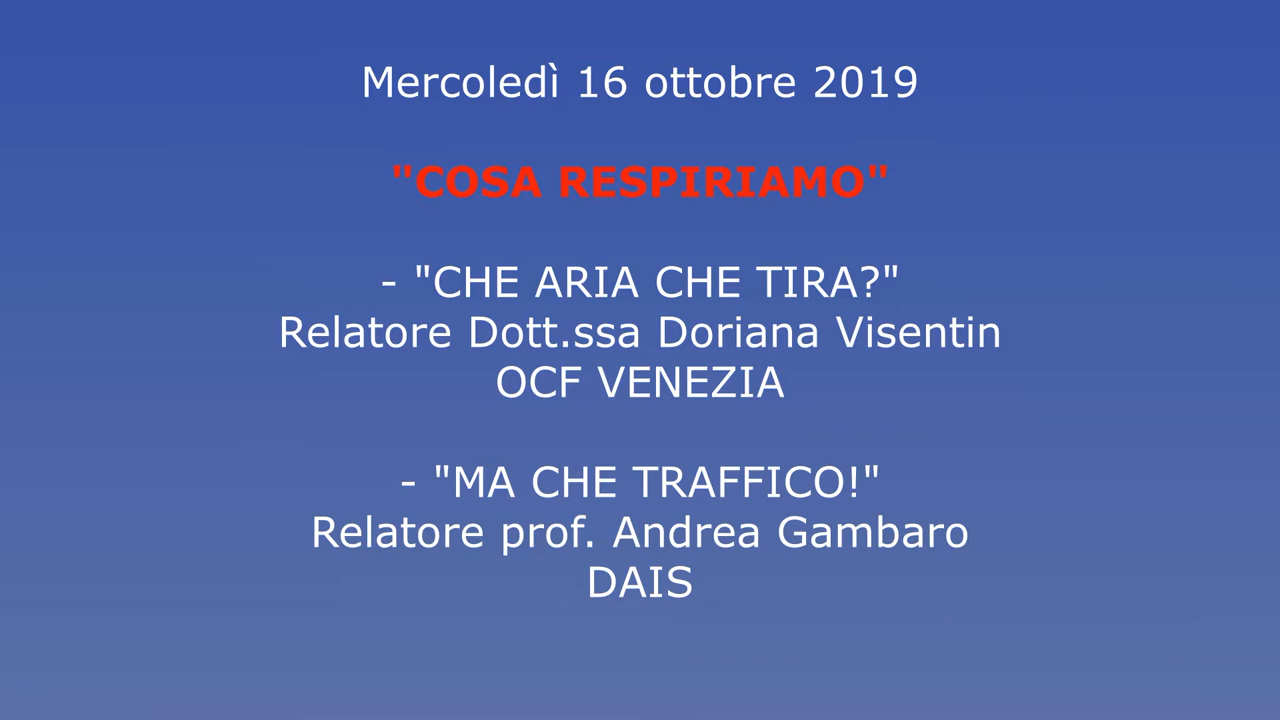 Mercoledì 16 ottobre 2019
"COSA RESPIRIAMO"
- "CHE ARIA CHE TIRA?"
Relatore Dott.ssa Doriana Visentin
OCF VENEZIA
- "MA CHE TRAFFICO!"
Relatore prof. Andrea Gambaro
DAIS